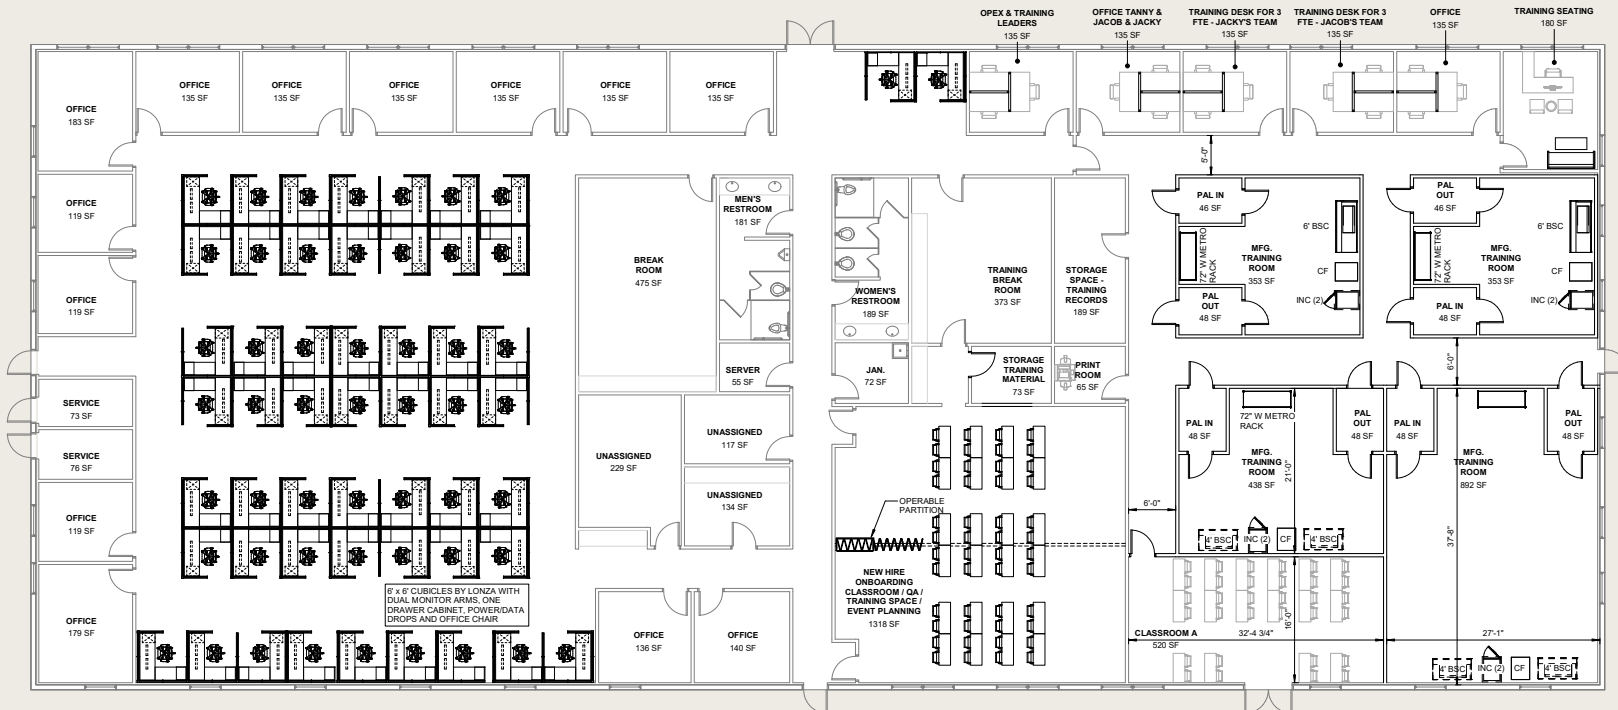 OPEX & TRAINING
LEADERS
135 SF
OFFICE TANNY &
JACOB & JACKY
135 SF
TRAINING DESK FOR 3
FTE - JACKY'S TEAM
135 SF
TRAINING DESK FOR 3
FTE - JACOB'S TEAM
135 SF
OFFICE
135 SF
TRAINING SEATING
180 SF
OFFICE
183 SF
OFFICE
135 SF
OFFICE
135 SF
OFFICE
135 SF
OFFICE
135 SF
OFFICE
135 SF
OFFICE
135 SF
5'-0"
OFFICE
119 SF
OFFICE
119 SF
SERVICE
73 SF
SERVICE
76 SF
OFFICE
119 SF
OFFICE
179 SF
6' x 6' CUBICLES BY LONZA WITH
DUAL MONITOR ARMS, ONE
DRAWER CABINET, POWER/DATA
DROPS AND OFFICE CHAIR
BREAK
ROOM
475 SF
MEN'S
RESTROOM
181 SF
SERVER
55 SF
UNASSIGNED
229 SF
UNASSIGNED
117 SF
UNASSIGNED
134 SF
OFFICE
136 SF
OFFICE
140 SF
WOMEN'S
RESTROOM
189 SF
JAN.
72 SF
TRAINING
BREAK
ROOM
373 SF
STORAGE
SPACE -
TRAINING
RECORDS
189 SF
STORAGE
TRAINING
MATERIAL
73 SF
PRINT
ROOM
65 SF
OPERABLE
PARTITION
NEW HIRE
ONBOARDING
CLASSROOM / QA /
TRAINING SPACE /
EVENT PLANNING
1318 SF
PAL IN
46 SF
72" W METRO
RACK
MFG.
TRAINING
ROOM
353 SF
6' BSC
CF
INC (2)
PAL
OUT
48 SF
PAL
OUT
46 SF
72" W METRO
RACK
MFG.
TRAINING
ROOM
353 SF
6' BSC
CF
INC (2)
PAL IN
48 SF
6'-0"
PAL IN
48 SF
72" W METRO
RACK
PAL
OUT
48 SF
MFG.
TRAINING
ROOM
438 SF
21'-0"
4' BSC
INC (2)
CF
4' BSC
6'-0"
PAL IN
48 SF
PAL
OUT
48 SF
MFG.
TRAINING
ROOM
892 SF
37'-8"
16'-0"
CLASSROOM A
520 SF
32'-4 3/4"
27'-1"
4' BSC
INC (2)
CF
4' BSC